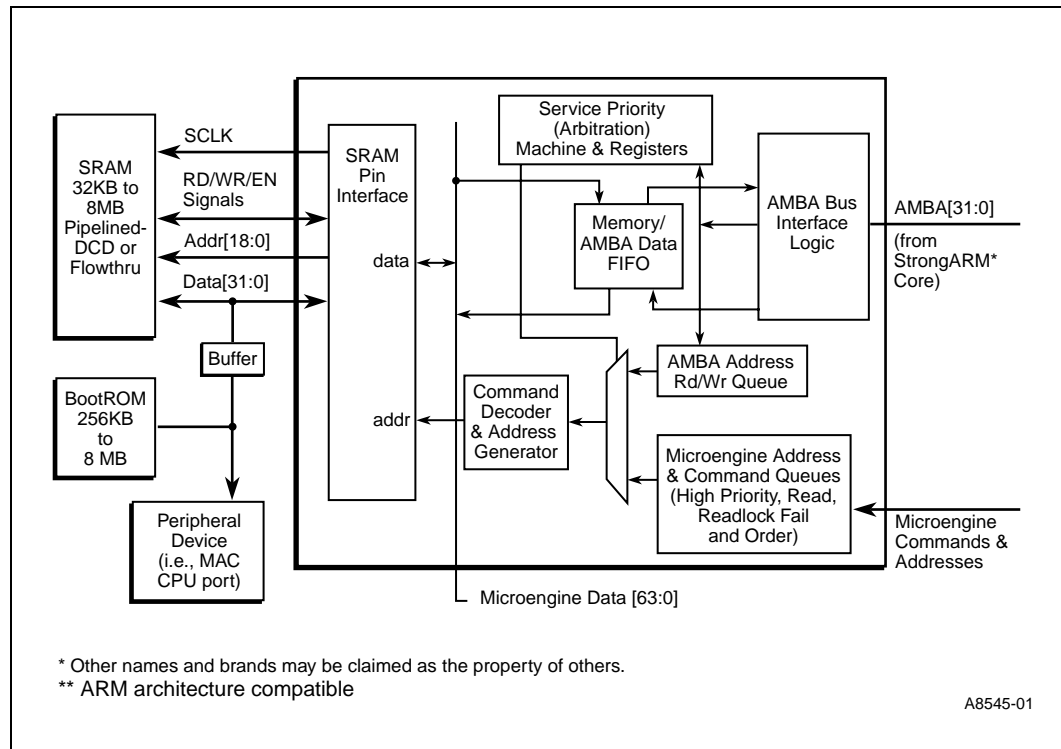 SCLK
SRAM
32KB to
8MB
Pipelined-
DCD or
Flowthru
RD/WR/EN
Signals
Addr[18:0]
Data[31:0]
Buffer
BootROM
256KB
to
8 MB
Peripheral
Device
(i.e., MAC
CPU port)
SRAM
Pin
Interface
data
addr
Service Priority
(Arbitration)
Machine & Registers
Memory/
AMBA Data
FIFO
AMBA Bus
Interface
Logic
AMBA[31:0]
(from
StrongARM*
Core)
AMBA Address
Rd/Wr Queue
Command
Decoder
& Address
Generator
Microengine Address
& Command Queues
(High Priority, Read,
Readlock Fail
and Order)
Microengine
Commands &
Addresses
Microengine Data [63:0]
* Other names and brands may be claimed as the property of others.
** ARM architecture compatible
A8545-01